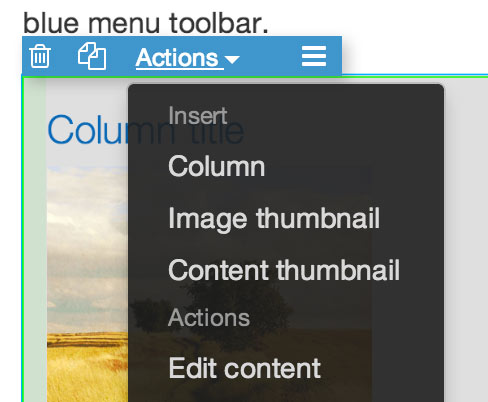 blue menu toolbar.
Actions
Column title
Insert
Column
Image thumbnail
Content thumbnail
Actions
Edit content